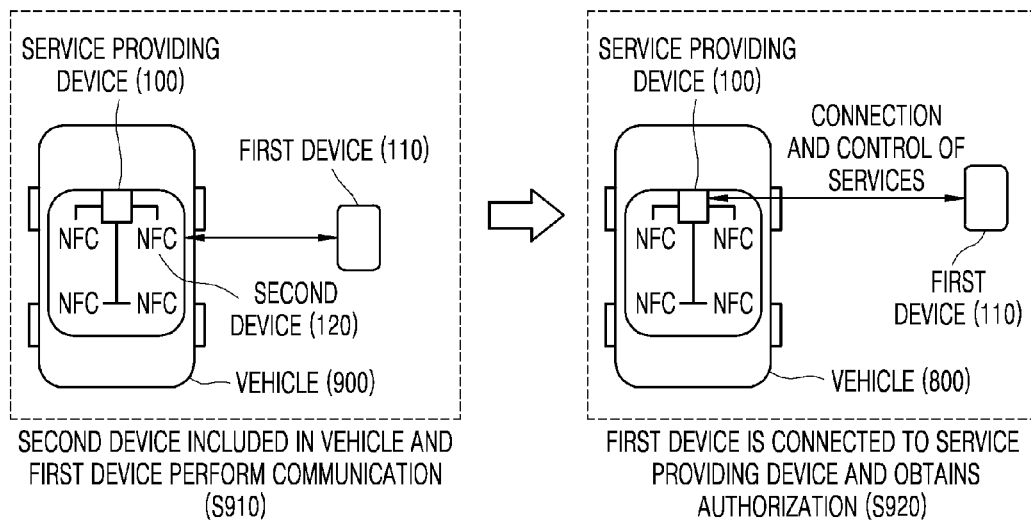 SERVICE PROVIDING
DEVICE (100)
FIRST DEVICE (110)
NFC NFC
NFC NFC
SECOND
DEVICE (120)
VEHICLE (900)
SECOND DEVICE INCLUDED IN VEHICLE AND
FIRST DEVICE PERFORM COMMUNICATION
(S910)
SERVICE PROVIDING
DEVICE (100)
CONNECTION
AND CONTROL OF
SERVICES
NFC NFC
NFC NFC
FIRST
DEVICE (110)
VEHICLE (800)
FIRST DEVICE IS CONNECTED TO SERVICE
PROVIDING DEVICE AND OBTAINS
AUTHORIZATION (S920)